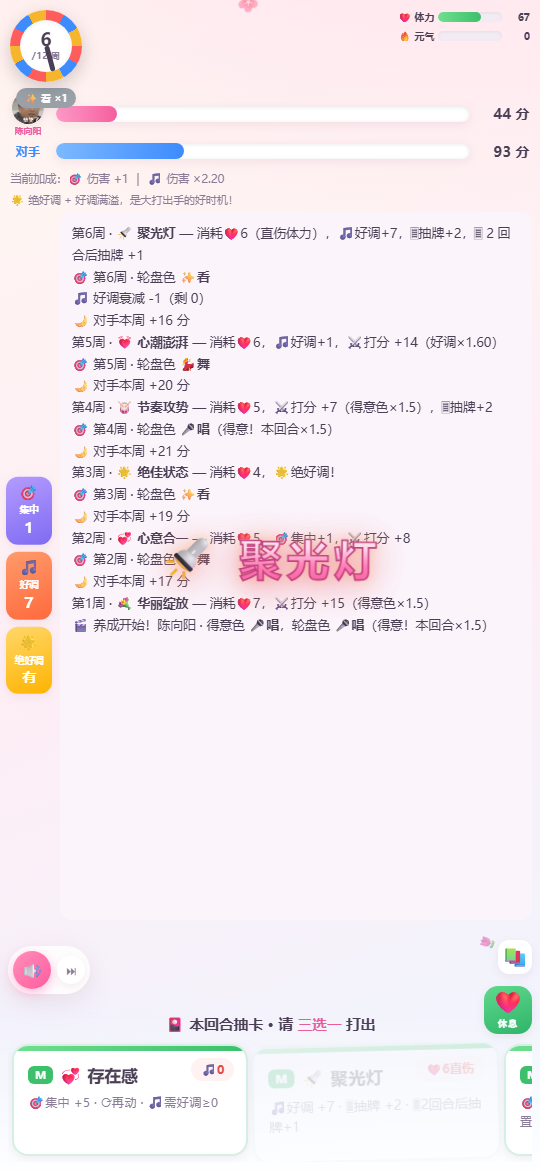 6
/12周
体力 67
元气 0
看 ×1
陈向阳
44 分
对手
93 分
当前加成: 伤害 +1 | 伤害 ×2.20
绝好调 + 好调满溢，是大打出手的好时机！
第6周 · 聚光灯 — 消耗6（直伤体力），好调+7，抽牌+2，2 回
合后抽牌 +1
第6周 · 轮盘色 看
好调衰减 -1（剩 0）
对手本周 +16 分
第5周 · 心潮澎湃 — 消耗6，好调+1，打分 +14（好调×1.60）
第5周 · 轮盘色 舞
对手本周 +20 分
第4周 · 节奏攻势 — 消耗5，打分 +7（得意色×1.5），抽牌+2
第4周 · 轮盘色 唱（得意！本回合×1.5）
对手本周 +21 分
第3周 · 绝佳状态 — 消耗4，绝好调！
第3周 · 轮盘色 看
对手本周 +19 分
第2周 · 心意合一 — 消耗5，集中+1，打分 +8
聚光灯
第2周 · 轮盘色 舞
对手本周 +17 分
第1周 · 华丽绽放 — 消耗7，打分 +15（得意色×1.5）
养成开始！陈向阳 · 得意色 唱，轮盘色 唱（得意！本回合×1.5）
集中
1
好调
7
绝好调
有
休息
本回合抽卡 • 请 三选一 打出
M 存在感 0
集中 +5 · 再动 · 需好调≥0
M 聚光灯 6直伤
好调 +7 · 抽牌 +2 · 2回合后抽
牌+1
置